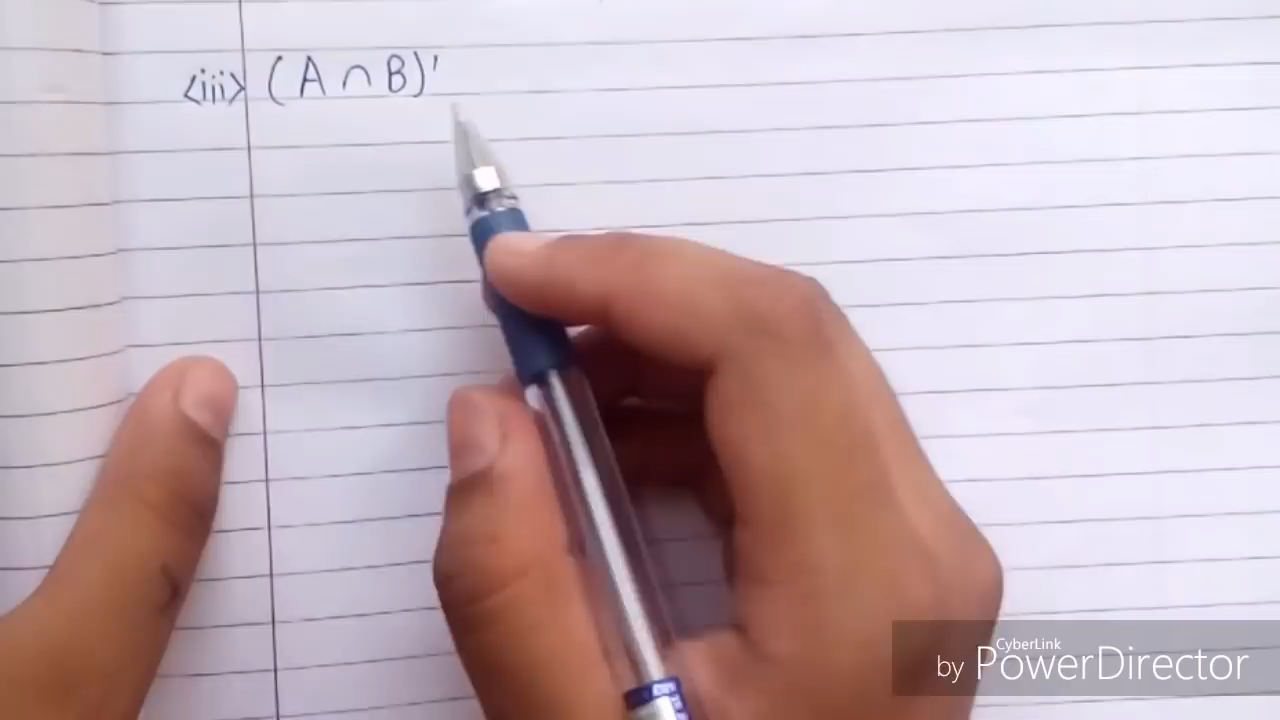 <iii> (A ∩ B)'
CyberLink
by PowerDirector